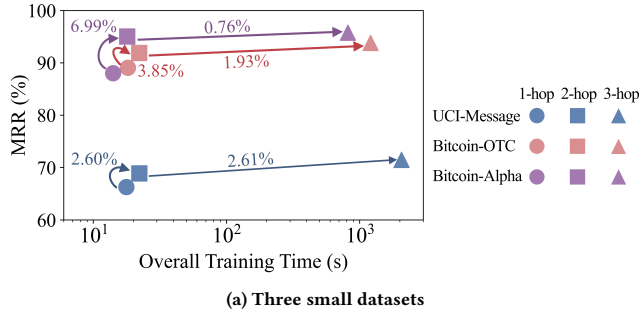 100
90
80
70
60
MRR (%)
6.99%
0.76%
3.85%
1.93%
2.60%
2.61%
10¹
10²
10³
Overall Training Time (s)
1-hop 2-hop 3-hop
UCI-Message
Bitcoin-OTC
Bitcoin-Alpha
(a) Three small datasets